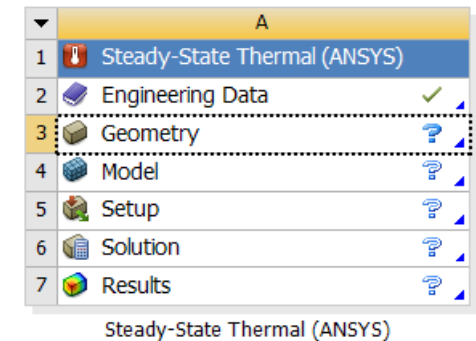 A
1 Steady-State Thermal (ANSYS)
2 Engineering Data
3 Geometry ?
4 Model ?
5 Setup ?
6 Solution ?
7 Results ?
Steady-State Thermal (ANSYS)